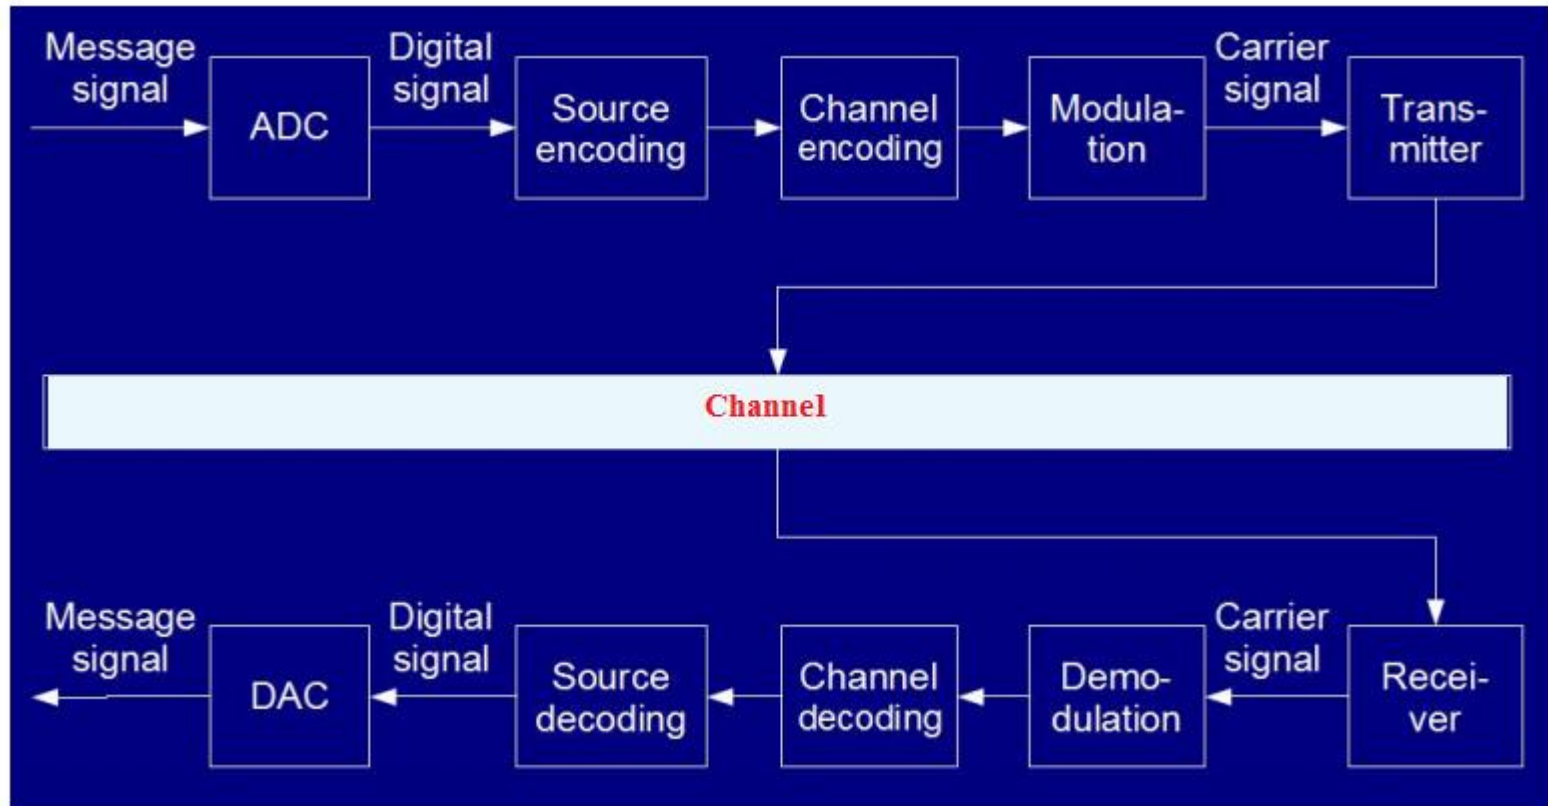 Message
signal
ADC
Digital
signal
Source
encoding
Channel
encoding
Modula-
tion
Carrier
signal
Trans-
mitter
Channel
Message
signal
DAC
Digital
signal
Source
decoding
Channel
decoding
Demo-
dulation
Carrier
signal
Recei-
ver